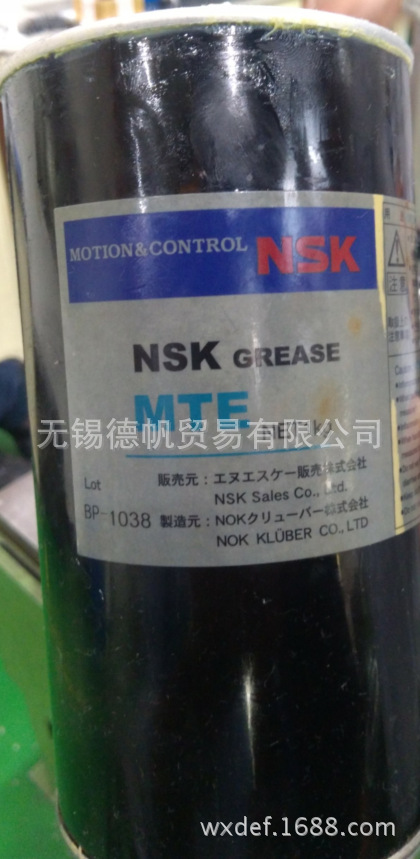 MOTION&CONTROL NSK
NSK GREASE
MTE
无锡德帆贸易有限公司
Lot
BP-1038
販売元：エヌエスケー販売株式会社
NSK Sales Co., Ltd.
製造元：NOKクリューバー株式会社
NOK KLÜBER CO., LTD
注意
wxdef.1688.com